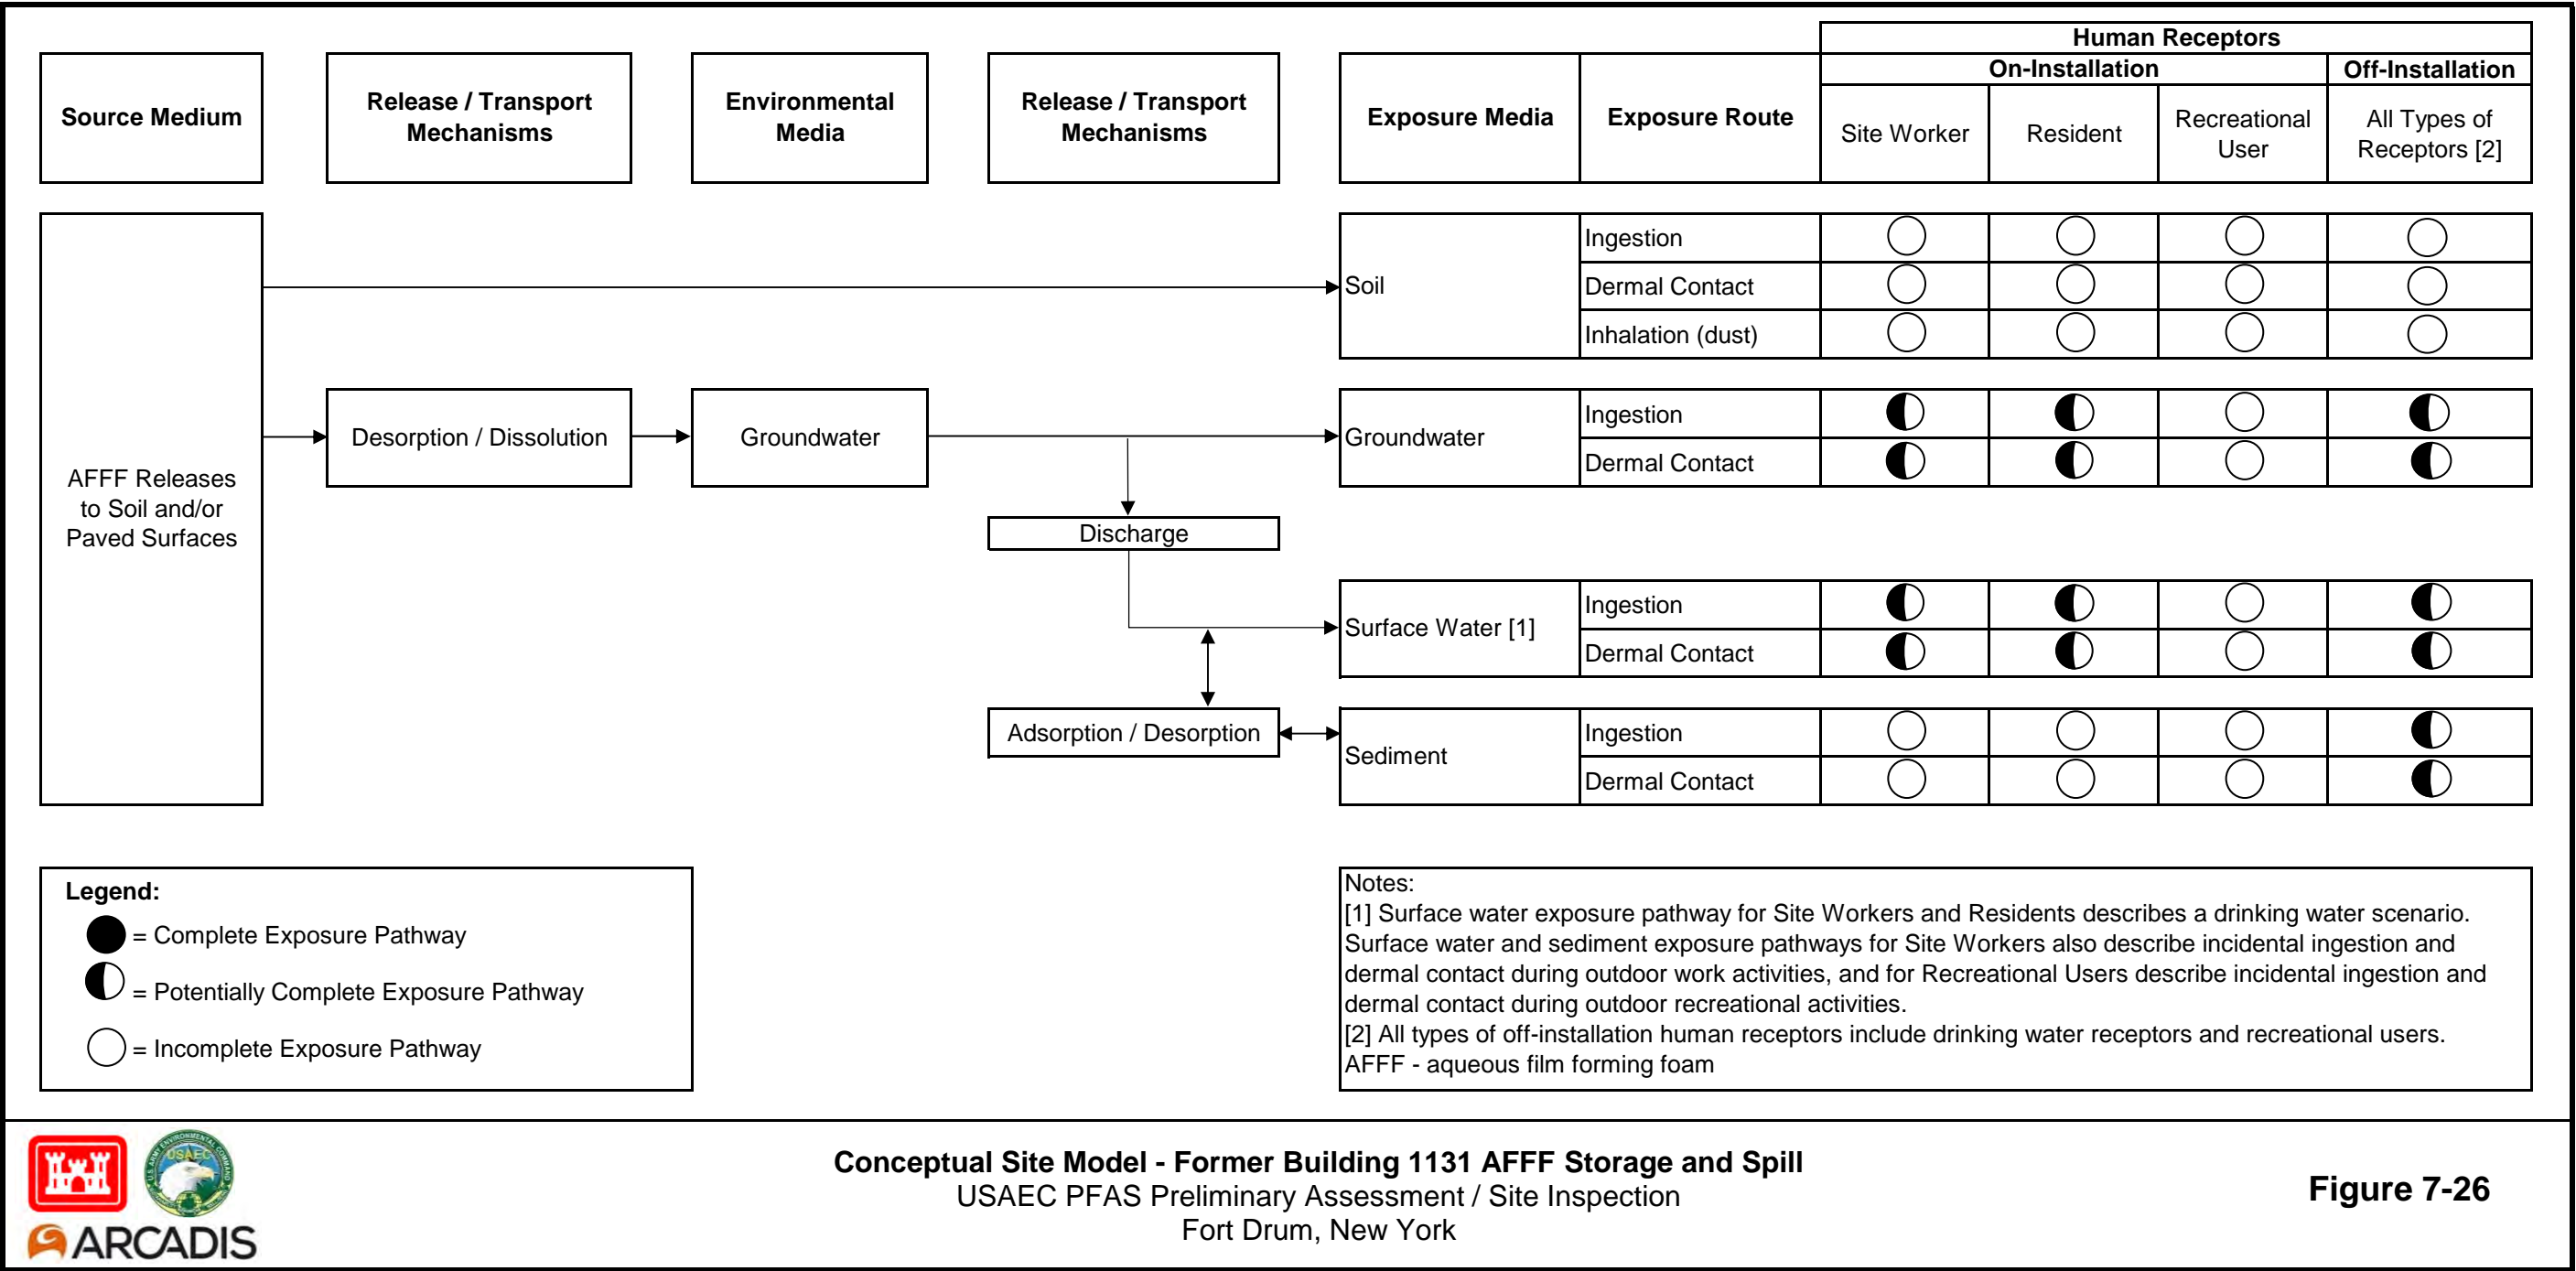 Human Receptors
On-Installation
Off-Installation
Source Medium
Release / Transport
Mechanisms
Environmental
Media
Release / Transport
Mechanisms
Exposure Media
Exposure Route
Site Worker
Resident
Recreational
User
All Types of
Receptors [2]
AFFF Releases
to Soil and/or
Paved Surfaces
Soil
Ingestion
Dermal Contact
Inhalation (dust)
Desorption / Dissolution
Groundwater
Groundwater
Ingestion
Dermal Contact
Discharge
Surface Water [1]
Ingestion
Dermal Contact
Adsorption / Desorption
Sediment
Ingestion
Dermal Contact
Legend:
= Complete Exposure Pathway
= Potentially Complete Exposure Pathway
= Incomplete Exposure Pathway
Notes:
[1] Surface water exposure pathway for Site Workers and Residents describes a drinking water scenario.
Surface water and sediment exposure pathways for Site Workers also describe incidental ingestion and
dermal contact during outdoor work activities, and for Recreational Users describe incidental ingestion and
dermal contact during outdoor recreational activities.
[2] All types of off-installation human receptors include drinking water receptors and recreational users.
AFFF - aqueous film forming foam
U.S. ARMY ENVIRONMENTAL COMMAND
USAEC
ARCADIS
Conceptual Site Model - Former Building 1131 AFFF Storage and Spill
USAEC PFAS Preliminary Assessment / Site Inspection
Fort Drum, New York
Figure 7-26